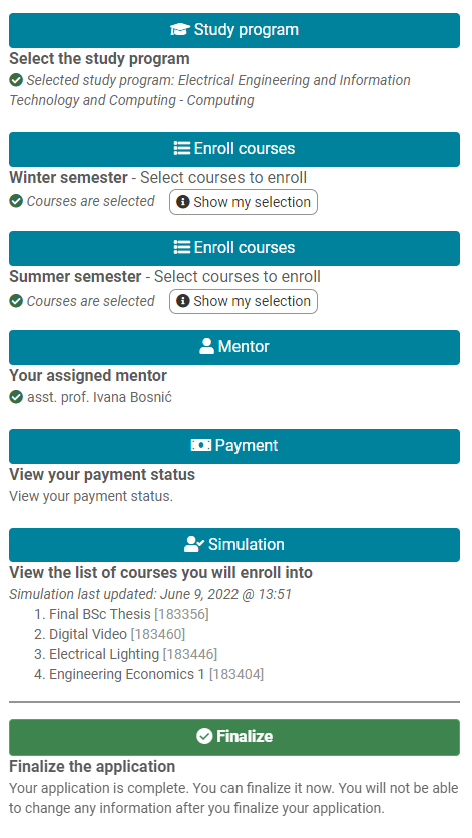 Study program
Select the study program
Selected study program: Electrical Engineering and Information
Technology and Computing - Computing
Enroll courses
Winter semester - Select courses to enroll
Courses are selected Show my selection
Enroll courses
Summer semester - Select courses to enroll
Courses are selected Show my selection
Mentor
Your assigned mentor
asst. prof. Ivana Bosnić
Payment
View your payment status
View your payment status.
Simulation
View the list of courses you will enroll into
Simulation last updated: June 9, 2022 @ 13:51
1. Final BSc Thesis [183356]
2. Digital Video [183460]
3. Electrical Lighting [183446]
4. Engineering Economics 1 [183404]
Finalize
Finalize the application
Your application is complete. You can finalize it now. You will not be able
to change any information after you finalize your application.